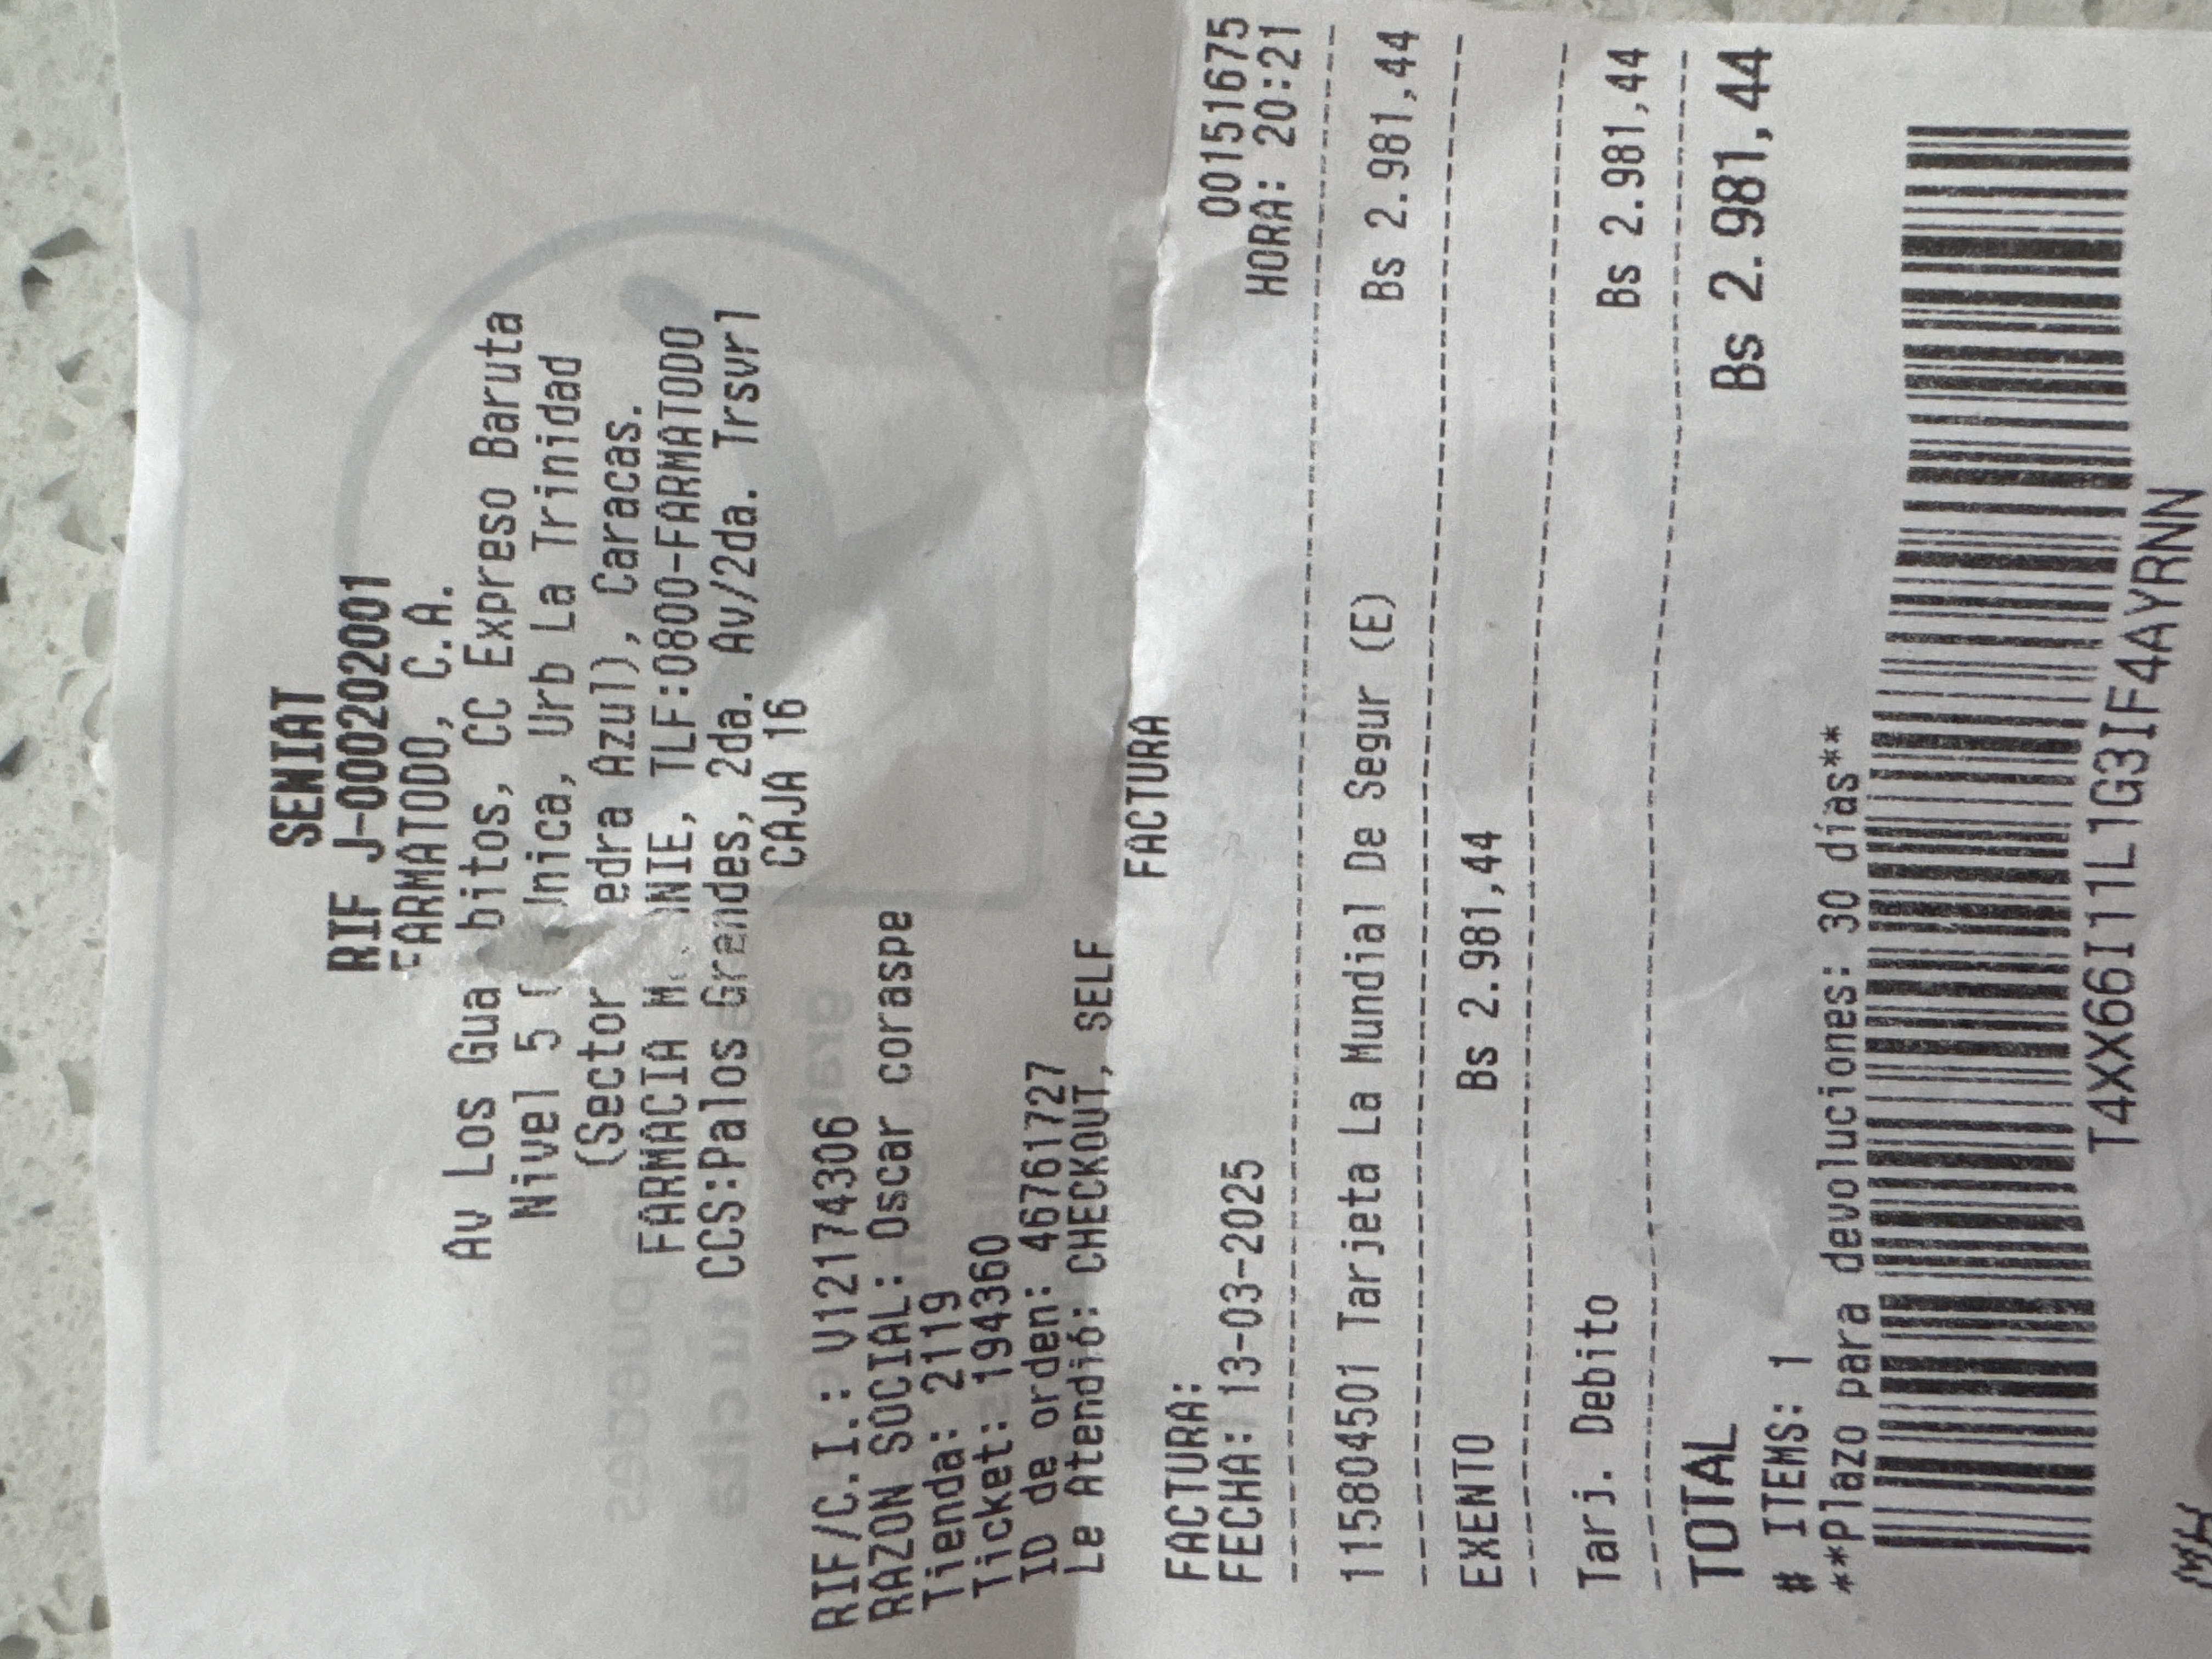 SENIAT
RIF J-000202001
FARMATODO, C.A.
Av Los Gua bitos, CC Expreso Baruta
Nivel 5 Unica, Urb La Trinidad
(Sector edra Azul), Caracas.
FARMACIA NIE, TLF:0800-FARMATODO
CCS:Palos Grandes, 2da. Av/2da. Trsvrl
CAJA 16
RIF/C.I.: V12174306
RAZON SOCIAL: Oscar coraspe
Tienda: 2119
Ticket: 194360
ID de orden: 46761727
Le Atendió: CHECKOUT, SELF
FACTURA
FACTURA: 00151675
FECHA: 13-03-2025 HORA: 20:21
115804501 Tarjeta La Mundial De Segur (E) Bs 2.981,44
EXENTO Bs 2.981,44
Tarj. Debito Bs 2.981,44
TOTAL Bs 2.981,44
# ITEMS: 1
**Plazo para devoluciones: 30 días**
T4XX66I11L1G3IF4AYRNN